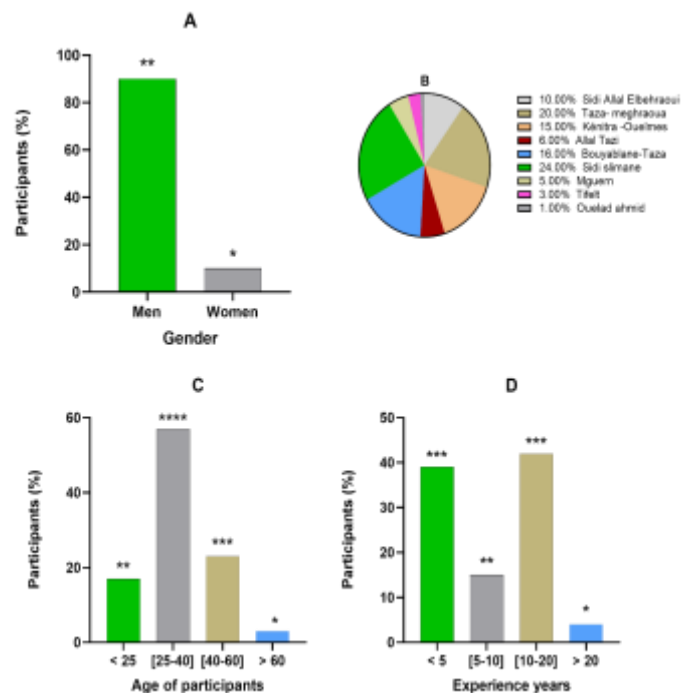 A
Participants (%)
100
80
60
40
20
0
**
*
Men
Women
Gender
B
10.00% Sidi Allal Elbehraoui
20.00% Taza- meghraoua
15.00% Kénitra -Ouelmes
6.00% Allal Tazi
16.00% Bouyablane-Taza
24.00% Sidi slimane
5.00% Mguern
3.00% Tifelt
1.00% Ouelad ahmid
C
Participants (%)
60
40
20
0
**
****
***
*
< 25
[25-40]
[40-60]
> 60
Age of participants
D
Participants (%)
50
40
30
20
10
0
***
**
***
*
< 5
[5-10]
[10-20]
> 20
Experience years